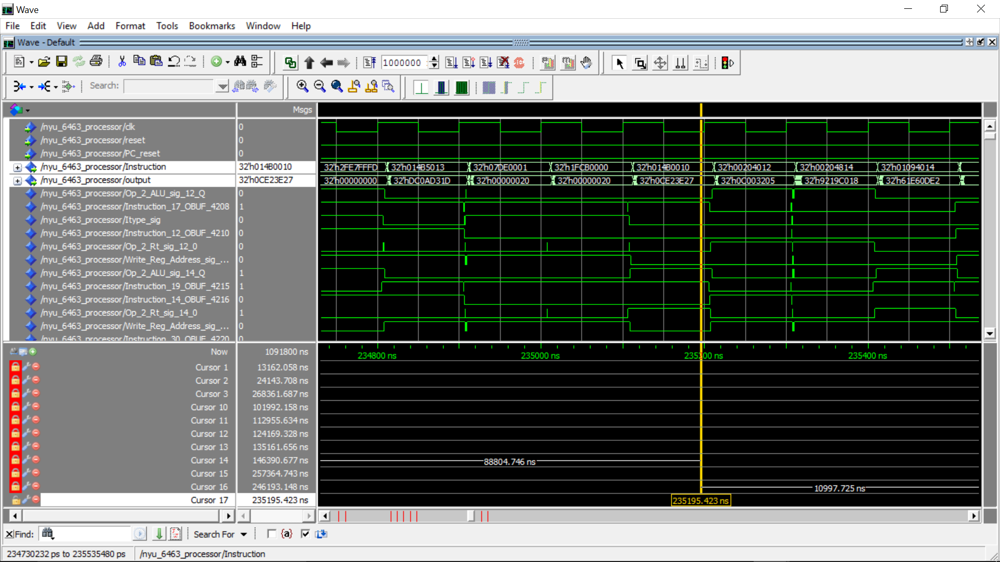 Wave
File Edit View Add Format Tools Bookmarks Window Help
Wave - Default
1000000
Search:
Msgs
/nyu_6463_processor/clk 0
/nyu_6463_processor/reset 0
/nyu_6463_processor/PC_reset 0
/nyu_6463_processor/Instruction 32'h014B0010 32'h2FE7FFFD 32'h014B5013 32'h07DE0001 32'h1FCB0000 32'h014B0010 32'h00204012 32'h00204814 32'h01094014
/nyu_6463_processor/output 32'h0CE23E27 32'h00000000 32'hDC0AD31D 32'h00000020 32'h00000020 32'h0CE23E27 32'h0C003205 32'h9219C018 32'h61E60DE2
/nyu_6463_processor/Op_2_ALU_sig_12_Q 0
/nyu_6463_processor/Instruction_17_OBUF_4208 1
/nyu_6463_processor/Itype_sig 0
/nyu_6463_processor/Instruction_12_OBUF_4210 0
/nyu_6463_processor/Op_2_Rt_sig_12_0 0
/nyu_6463_processor/Write_Reg_Address_sig_... 0
/nyu_6463_processor/Op_2_ALU_sig_14_Q 1
/nyu_6463_processor/Instruction_19_OBUF_4215 1
/nyu_6463_processor/Instruction_14_OBUF_4216 0
/nyu_6463_processor/Op_2_Rt_sig_14_0 1
/nyu_6463_processor/Write_Reg_Address_sig_... 0
/nyu_6463_processor/Instruction_30_OBUF_4220 0
Now 1091800 ns 234800 ns 235000 ns 235200 ns 235400 ns
Cursor 1 13162.058 ns
Cursor 2 24143.708 ns
Cursor 3 268361.687 ns
Cursor 10 101992.158 ns
Cursor 11 112955.634 ns
Cursor 12 124169.328 ns
Cursor 13 135161.656 ns
Cursor 14 146390.677 ns 88804.746 ns
Cursor 15 257364.743 ns
Cursor 16 246193.148 ns 10997.725 ns
Cursor 17 235195.423 ns 235195.423 ns
Find: Search For {a}
234730232 ps to 235535480 ps /nyu_6463_processor/Instruction